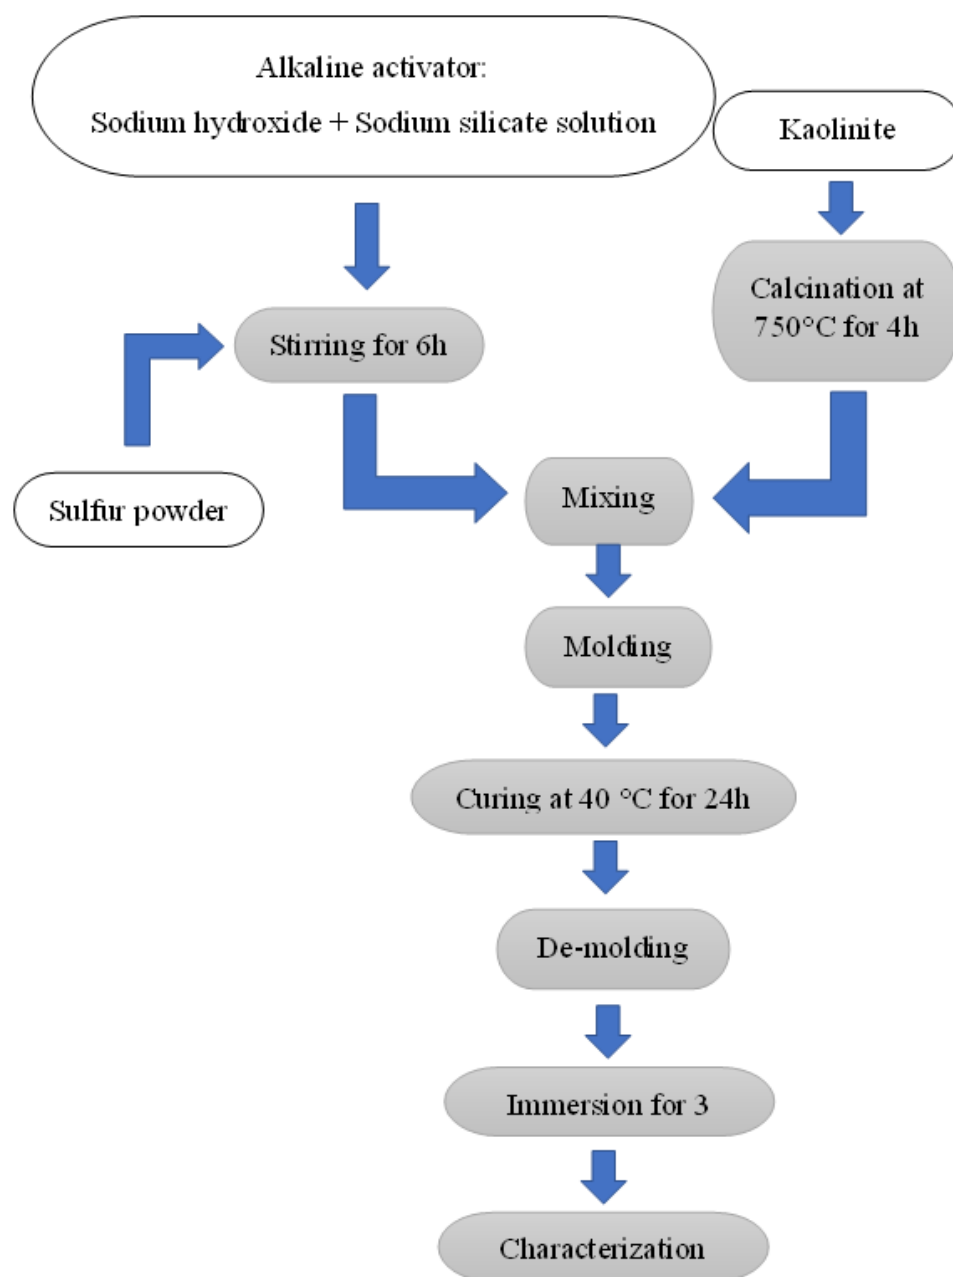 Alkaline activator:
Sodium hydroxide + Sodium silicate solution
Kaolinite
Calcination at
750°C for 4h
Stirring for 6h
Sulfur powder
Mixing
Molding
Curing at 40 °C for 24h
De-molding
Immersion for 3
Characterization